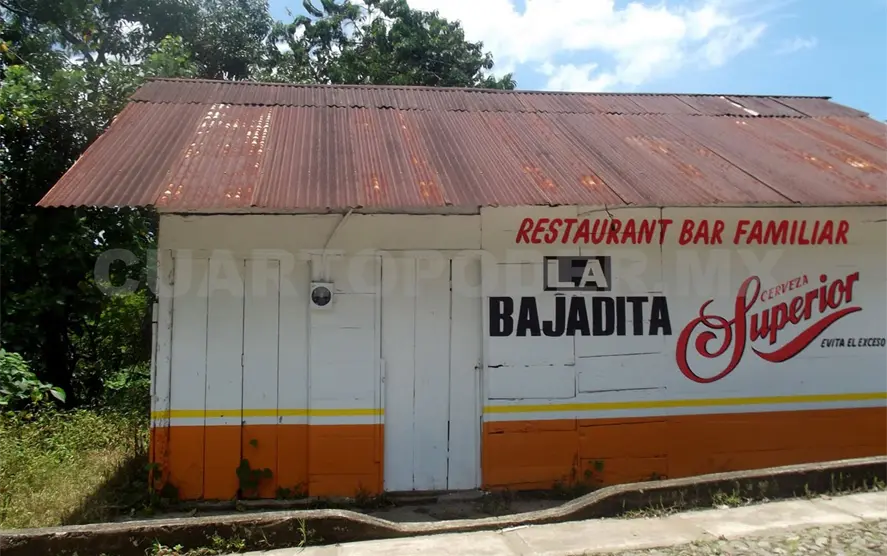 RESTAURANT BAR FAMILIAR
LA
BAJADITA
CERVEZA
Superior
EVITA EL EXCESO
CUARTOPODER.MX